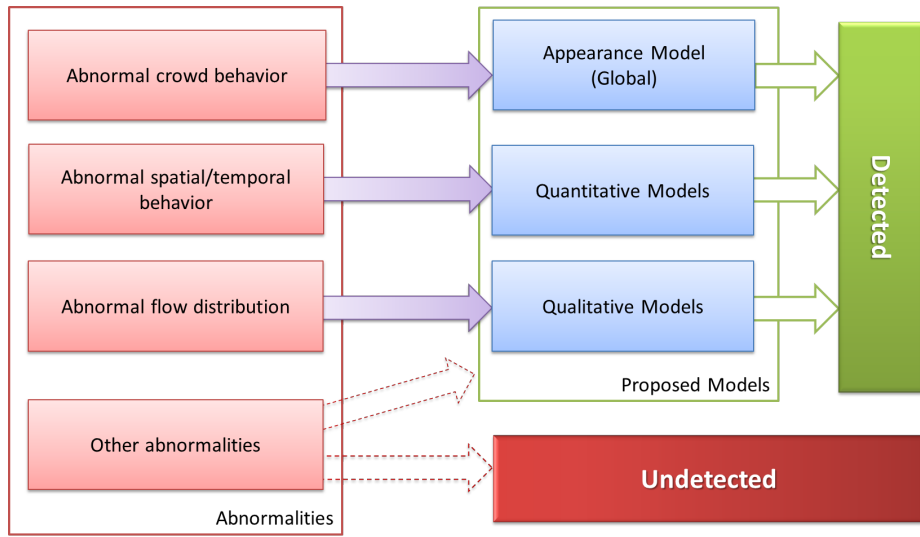 Abnormal crowd behavior
Appearance Model
(Global)
Abnormal spatial/temporal
behavior
Quantitative Models
Detected
Abnormal flow distribution
Qualitative Models
Proposed Models
Other abnormalities
Undetected
Abnormalities